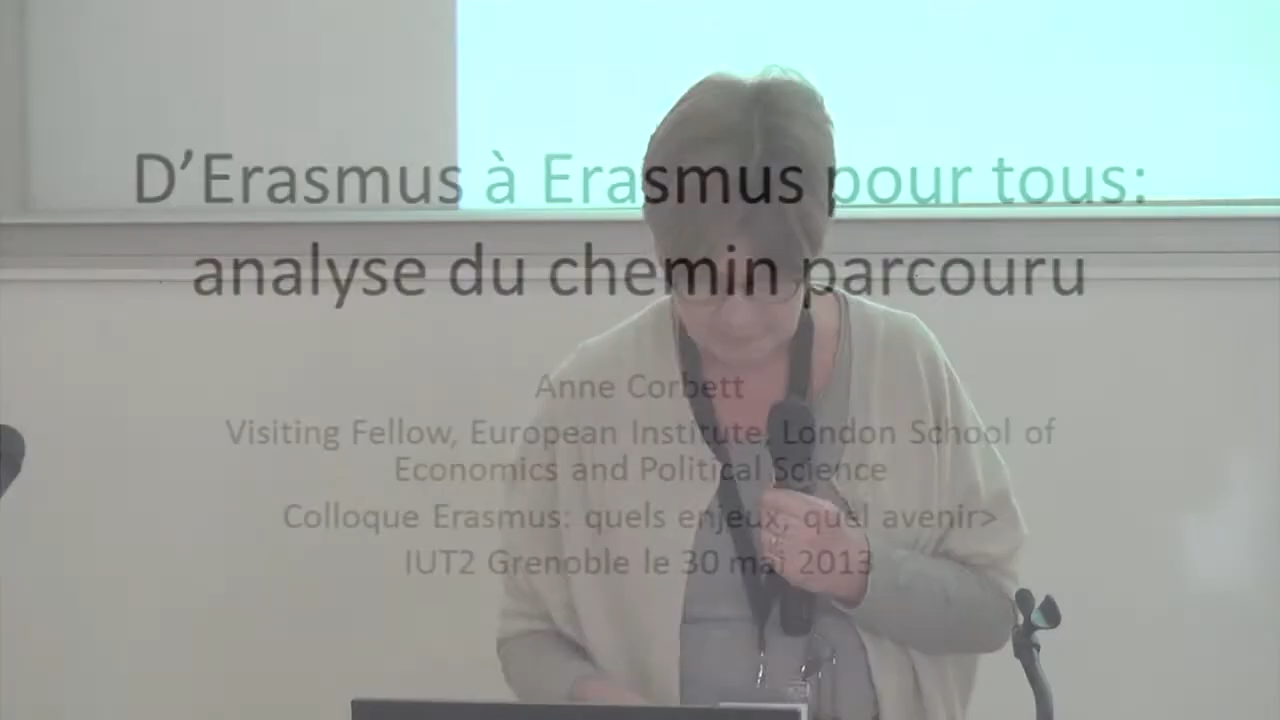 D’Erasmus à Erasmus pour tous:
analyse du chemin parcouru
Anne Corbett
Visiting Fellow, European Institute, London School of
Economics and Political Science
Colloque Erasmus: quels enjeux, quel avenir>
IUT2 Grenoble le 30 mai 2013